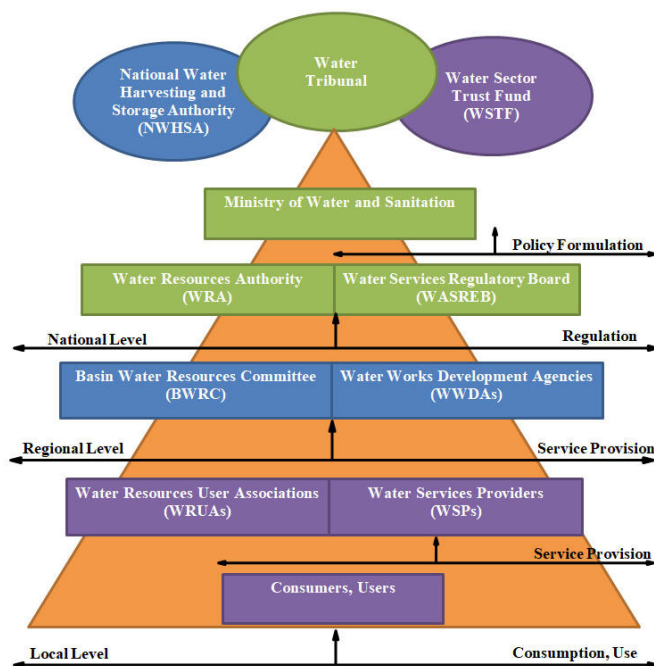 Water
Tribunal
National Water
Harvesting and
Storage Authority
(NWHSA)
Water Sector
Trust Fund
(WSTF)
Ministry of Water and Sanitation
Policy Formulation
Water Resources Authority
(WRA)
Water Services Regulatory Board
(WASREB)
National Level
Regulation
Basin Water Resources Committee
(BWRC)
Water Works Development Agencies
(WWDAs)
Regional Level
Service Provision
Water Resources User Associations
(WRUAs)
Water Services Providers
(WSPs)
Service Provision
Consumers, Users
Local Level
Consumption, Use